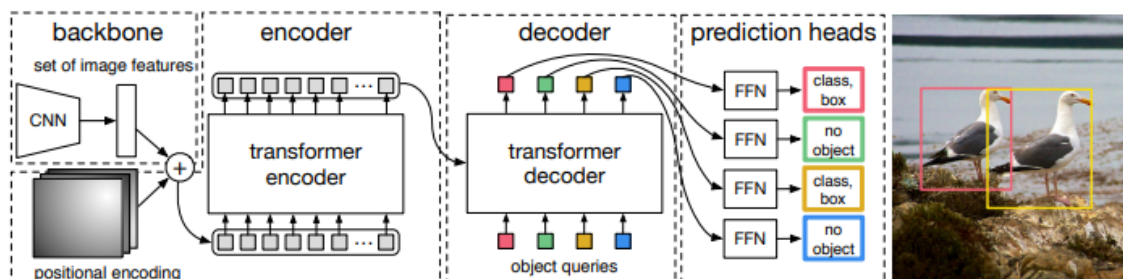 backbone
set of image features
CNN
+
positional encoding
encoder
...
transformer
encoder
...
decoder
transformer
decoder
object queries
prediction heads
FFN
class,
box
FFN
no
object
FFN
class,
box
FFN
no
object